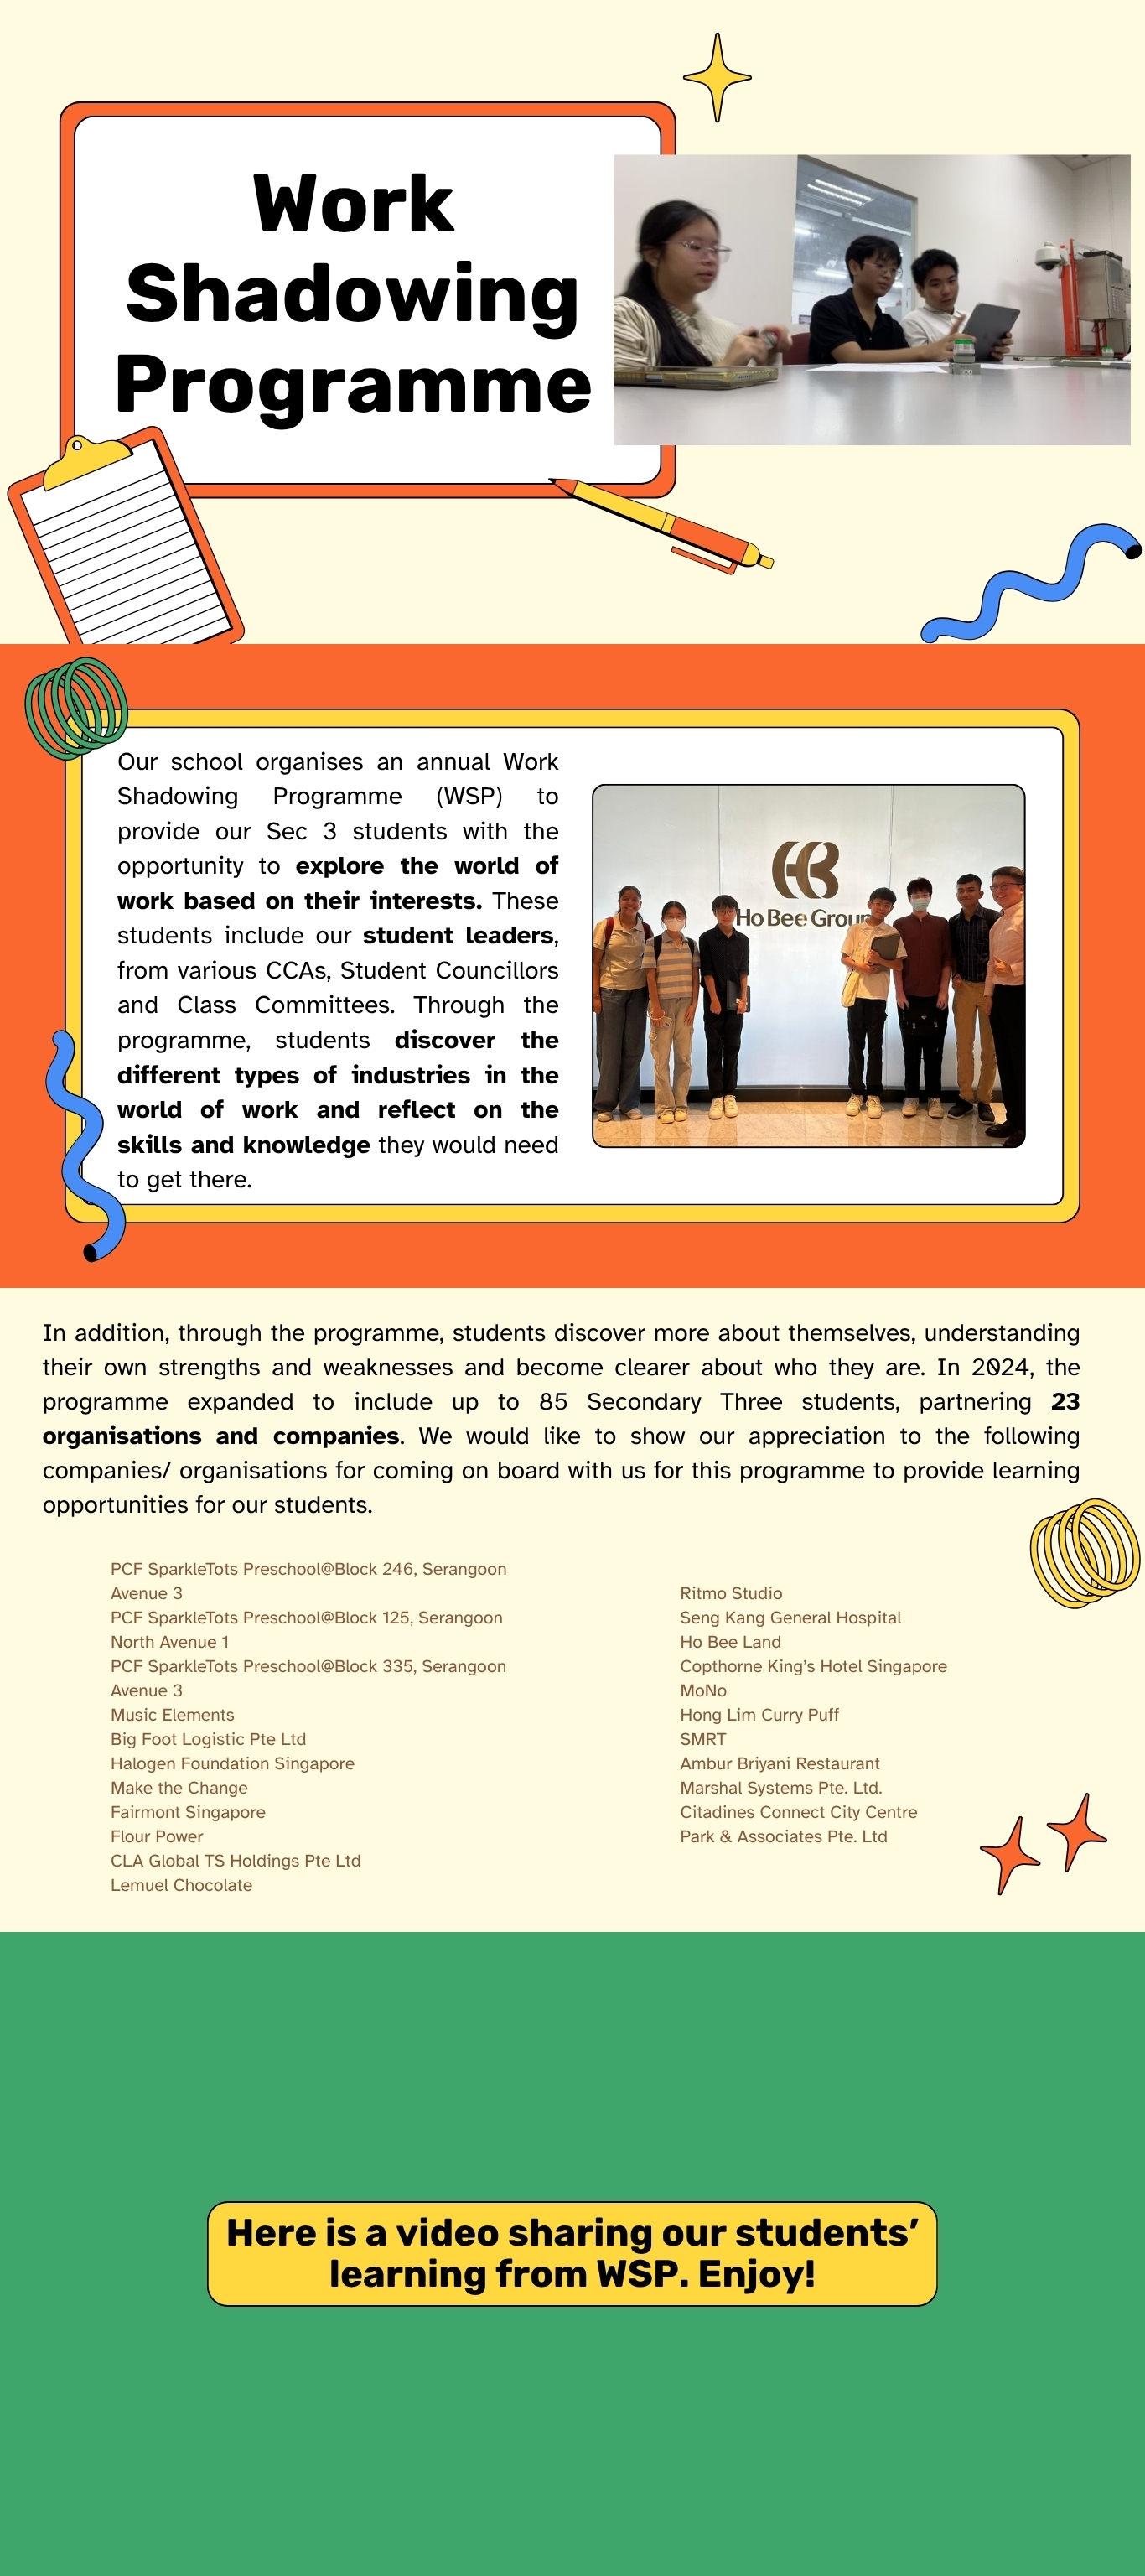 Work
Shadowing
Programme
Our school organises an annual Work
Shadowing Programme (WSP) to
provide our Sec 3 students with the
opportunity to explore the world of
work based on their interests. These
students include our student leaders,
from various CCAs, Student Councillors
and Class Committees. Through the
programme, students discover the
different types of industries in the
world of work and reflect on the
skills and knowledge they would need
to get there.
Ho Bee Group
In addition, through the programme, students discover more about themselves, understanding
their own strengths and weaknesses and become clearer about who they are. In 2024, the
programme expanded to include up to 85 Secondary Three students, partnering 23
organisations and companies. We would like to show our appreciation to the following
companies/ organisations for coming on board with us for this programme to provide learning
opportunities for our students.
PCF SparkleTots Preschool@Block 246, Serangoon
Avenue 3
PCF SparkleTots Preschool@Block 125, Serangoon
North Avenue 1
PCF SparkleTots Preschool@Block 335, Serangoon
Avenue 3
Music Elements
Big Foot Logistic Pte Ltd
Halogen Foundation Singapore
Make the Change
Fairmont Singapore
Flour Power
CLA Global TS Holdings Pte Ltd
Lemuel Chocolate
Ritmo Studio
Seng Kang General Hospital
Ho Bee Land
Copthorne King's Hotel Singapore
MoNo
Hong Lim Curry Puff
SMRT
Ambur Briyani Restaurant
Marshal Systems Pte. Ltd.
Citadines Connect City Centre
Park & Associates Pte. Ltd
Here is a video sharing our students'
learning from WSP. Enjoy!